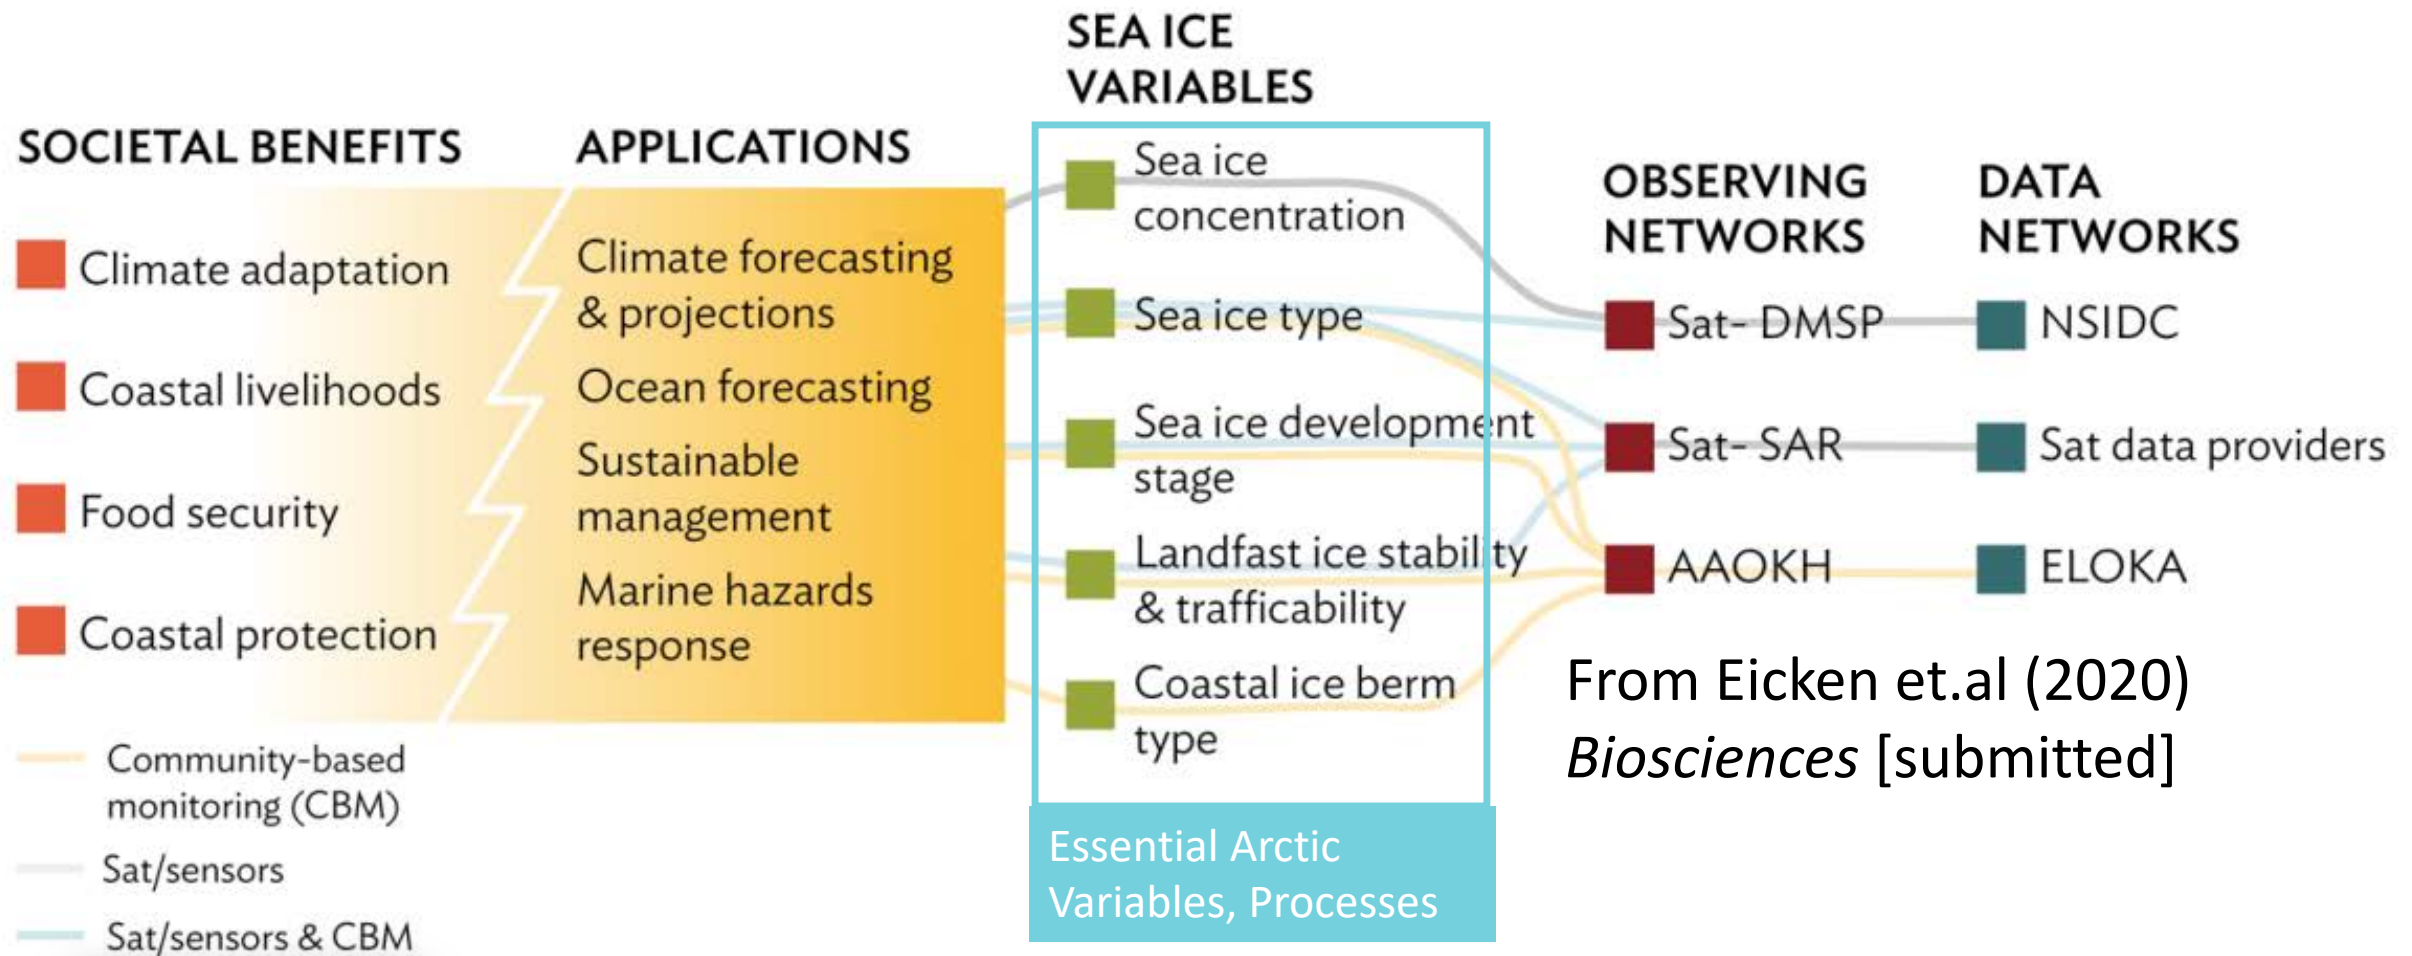 SOCIETAL BENEFITS
Climate adaptation
Coastal livelihoods
Food security
Coastal protection
APPLICATIONS
Climate forecasting
& projections
Ocean forecasting
Sustainable
management
Marine hazards
response
SEA ICE
VARIABLES
Sea ice
concentration
Sea ice type
Sea ice development
stage
Landfast ice stability
& trafficability
Coastal ice berm
type
Essential Arctic
Variables, Processes
OBSERVING
NETWORKS
Sat- DMSP
Sat- SAR
AAOKH
DATA
NETWORKS
NSIDC
Sat data providers
ELOKA
From Eicken et.al (2020)
Biosciences [submitted]
Community-based
monitoring (CBM)
Sat/sensors
Sat/sensors & CBM